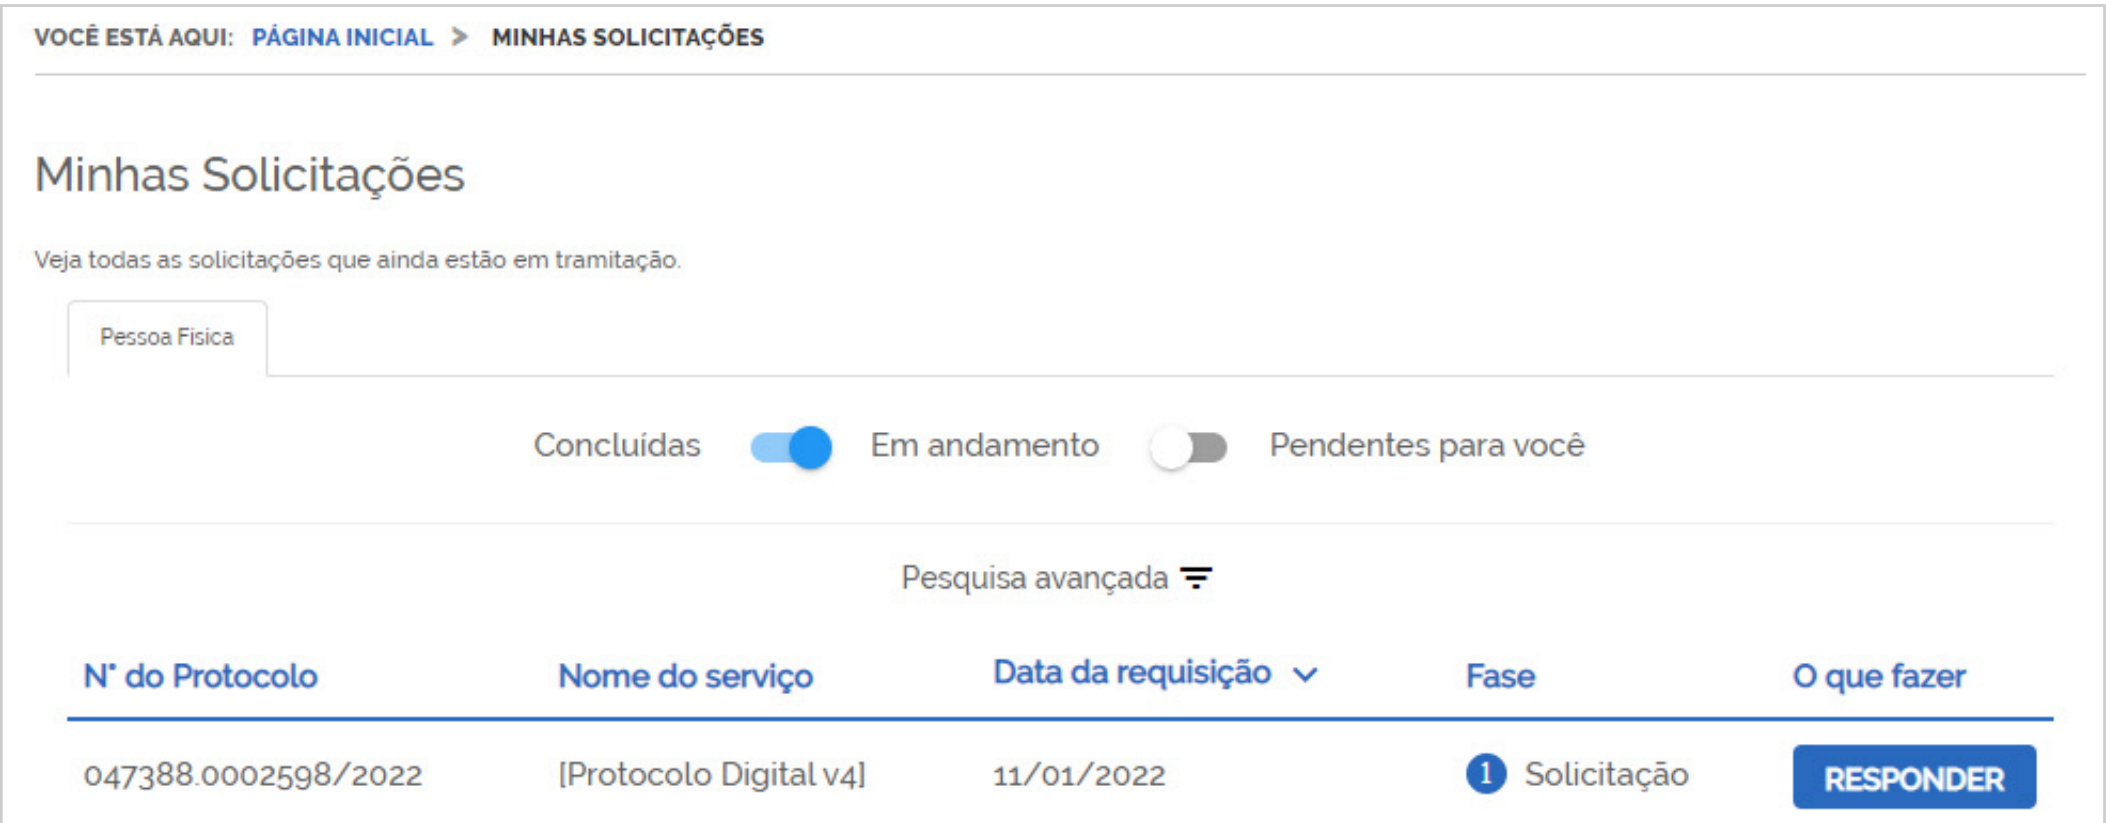 VOCÊ ESTÁ AQUI: PÁGINA INICIAL > MINHAS SOLICITAÇÕES
Minhas Solicitações
Veja todas as solicitações que ainda estão em tramitação.
Pessoa Fisica
Concluídas Em andamento Pendentes para você
Pesquisa avançada
N° do Protocolo Nome do serviço Data da requisição Fase O que fazer
047388.0002598/2022 [Protocolo Digital v4] 11/01/2022 1 Solicitação RESPONDER